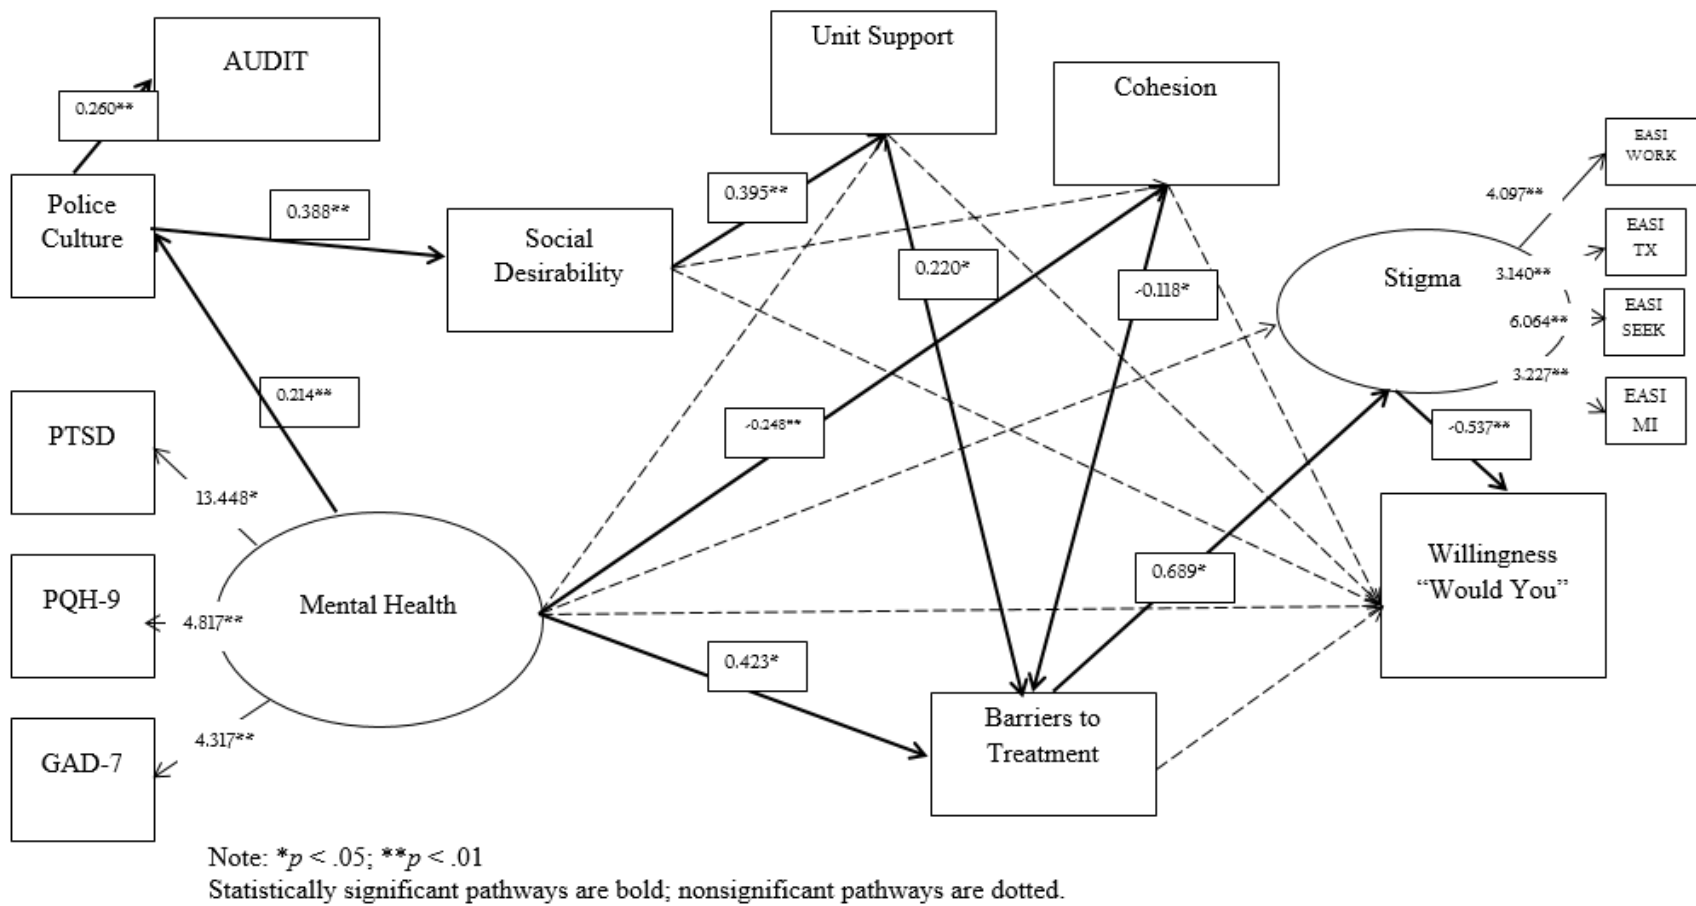 AUDIT
0.260**
Police
Culture
0.388**
Social
Desirability
0.395**
Unit Support
Cohesion
0.220*
-0.118*
Stigma
4.097**
EASI
WORK
3.140**
EASI
TX
6.064**
EASI
SEEK
3.227**
EASI
MI
0.214**
-0.248**
-0.537**
PTSD
13.448*
PQH-9
4.817**
Mental Health
GAD-7
4.317**
0.423*
0.689*
Barriers to
Treatment
Willingness
“Would You”
Note: *p < .05; **p < .01
Statistically significant pathways are bold; nonsignificant pathways are dotted.